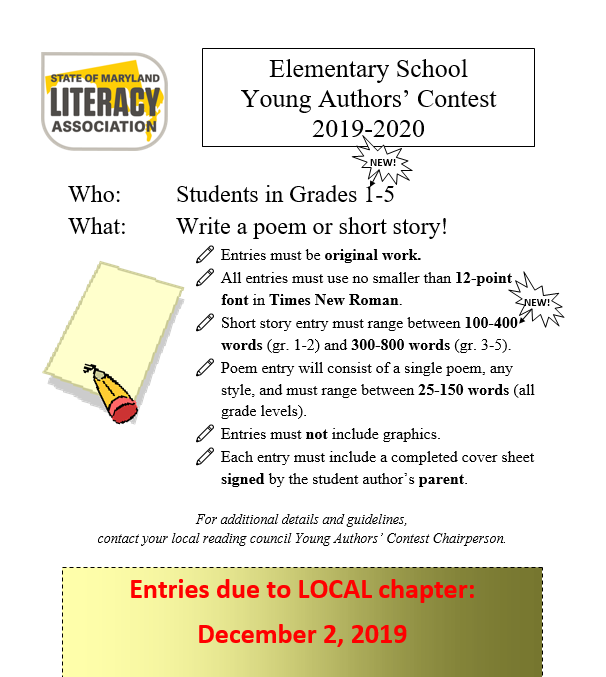 STATE OF MARYLAND
LITERACY
ASSOCIATION
Elementary School
Young Authors’ Contest
2019-2020
NEW!
Who: Students in Grades 1-5
What: Write a poem or short story!
Entries must be original work.
All entries must use no smaller than 12-point
font in Times New Roman.
NEW!
Short story entry must range between 100-400
words (gr. 1-2) and 300-800 words (gr. 3-5).
Poem entry will consist of a single poem, any
style, and must range between 25-150 words (all
grade levels).
Entries must not include graphics.
Each entry must include a completed cover sheet
signed by the student author’s parent.
For additional details and guidelines,
contact your local reading council Young Authors’ Contest Chairperson.
Entries due to LOCAL chapter:
December 2, 2019